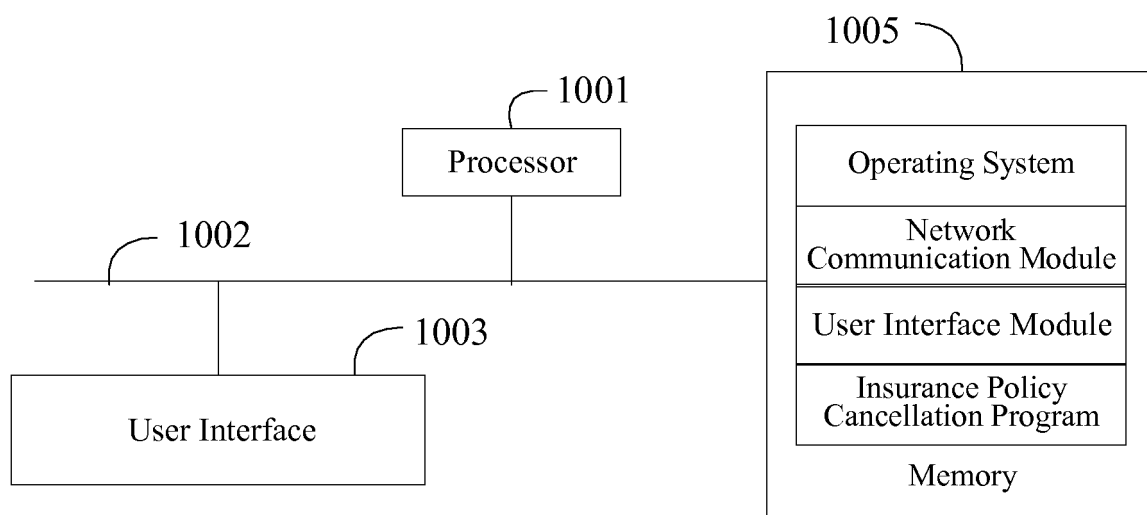 1005
1001
Processor
Operating System
Network
Communication Module
1002
User Interface Module
1003
Insurance Policy
Cancellation Program
User Interface
Memory